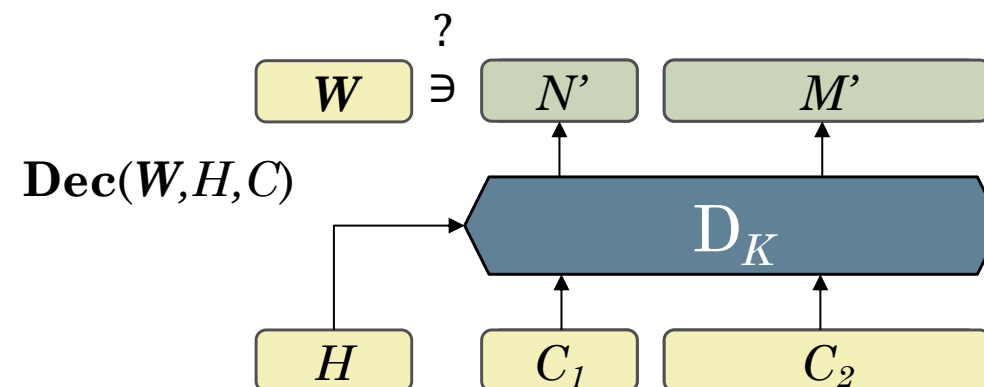 ?
W ∋ N’ M’
Dec(W,H,C)
D_K
H C_1 C_2